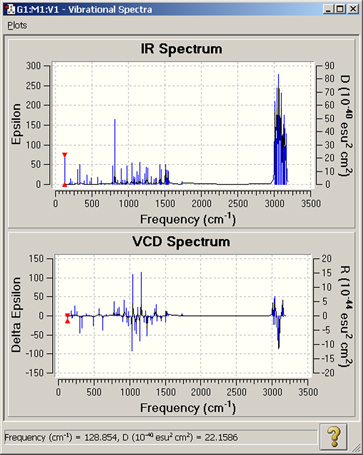 G1:M1:V1 - Vibrational Spectra
Plots
IR Spectrum
300
250
200
150
100
50
0
Epsilon
90
80
70
60
50
40
30
20
10
0
D (10⁻⁴⁰ esu² cm²)
0 500 1000 1500 2000 2500 3000 3500
Frequency (cm⁻¹)
VCD Spectrum
150
100
50
0
-50
-100
-150
Delta Epsilon
20
15
10
5
0
-5
-10
-15
-20
R (10⁻⁴⁴ esu² cm²)
0 500 1000 1500 2000 2500 3000 3500
Frequency (cm⁻¹)
Frequency (cm⁻¹) = 128.854, D (10⁻⁴⁰ esu² cm²) = 22.1586
?